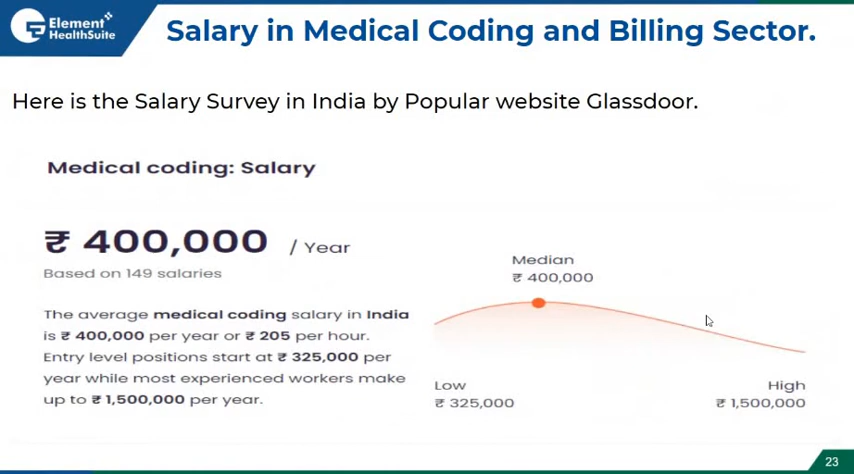 Element
HealthSuite
Salary in Medical Coding and Billing Sector.
Here is the Salary Survey in India by Popular website Glassdoor.
Medical coding: Salary
₹ 400,000 / Year
Based on 149 salaries
The average medical coding salary in India
is ₹ 400,000 per year or ₹ 205 per hour.
Entry level positions start at ₹ 325,000 per
year while most experienced workers make
up to ₹ 1,500,000 per year.
Median
₹ 400,000
Low
₹ 325,000
High
₹ 1,500,000
23